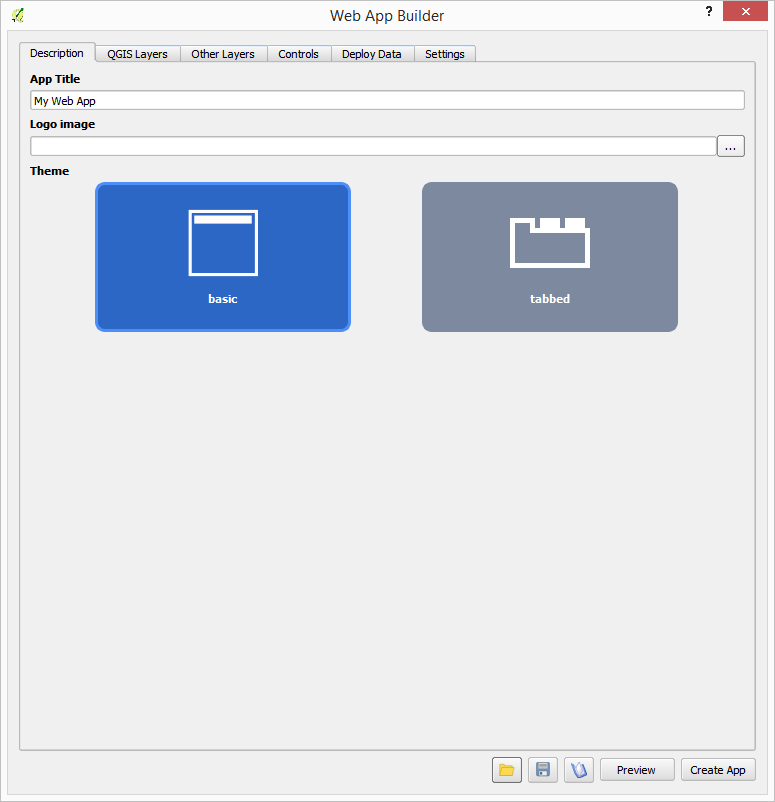 Web App Builder
?
Description QGIS Layers Other Layers Controls Deploy Data Settings
App Title
My Web App
Logo image
...
Theme
basic tabbed
Preview Create App